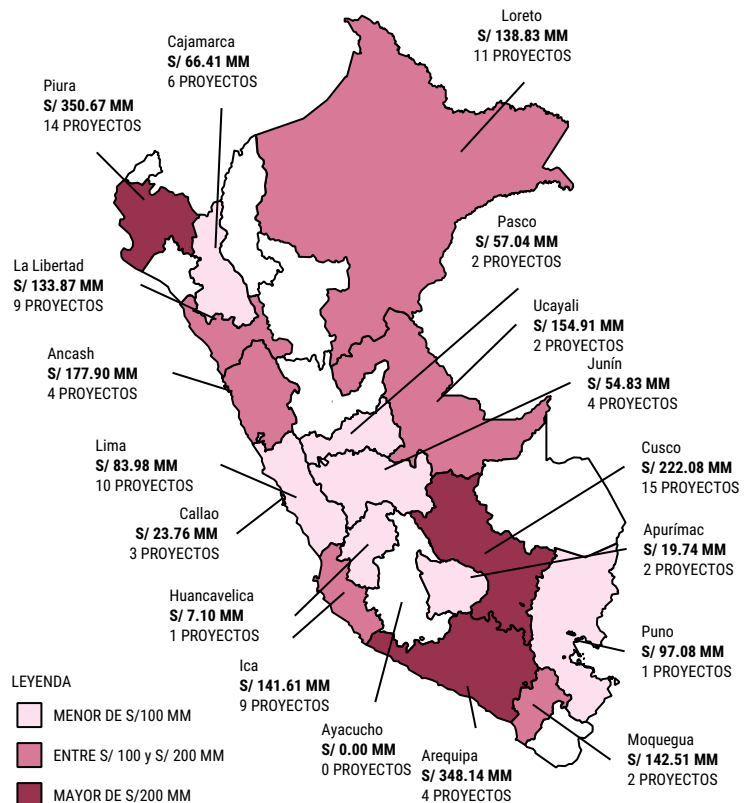 Loreto
S/ 138.83 MM
11 PROYECTOS
Cajamarca
S/ 66.41 MM
6 PROYECTOS
Piura
S/ 350.67 MM
14 PROYECTOS
Pasco
S/ 57.04 MM
2 PROYECTOS
La Libertad
S/ 133.87 MM
9 PROYECTOS
Ucayali
S/ 154.91 MM
2 PROYECTOS
Ancash
S/ 177.90 MM
4 PROYECTOS
Junín
S/ 54.83 MM
4 PROYECTOS
Lima
S/ 83.98 MM
10 PROYECTOS
Cusco
S/ 222.08 MM
15 PROYECTOS
Callao
S/ 23.76 MM
3 PROYECTOS
Apurímac
S/ 19.74 MM
2 PROYECTOS
Huancavelica
S/ 7.10 MM
1 PROYECTOS
Puno
S/ 97.08 MM
1 PROYECTOS
Ica
S/ 141.61 MM
9 PROYECTOS
Ayacucho
S/ 0.00 MM
0 PROYECTOS
Arequipa
S/ 348.14 MM
4 PROYECTOS
Moquegua
S/ 142.51 MM
2 PROYECTOS
LEYENDA
MENOR DE S/100 MM
ENTRE S/ 100 y S/ 200 MM
MAYOR DE S/200 MM